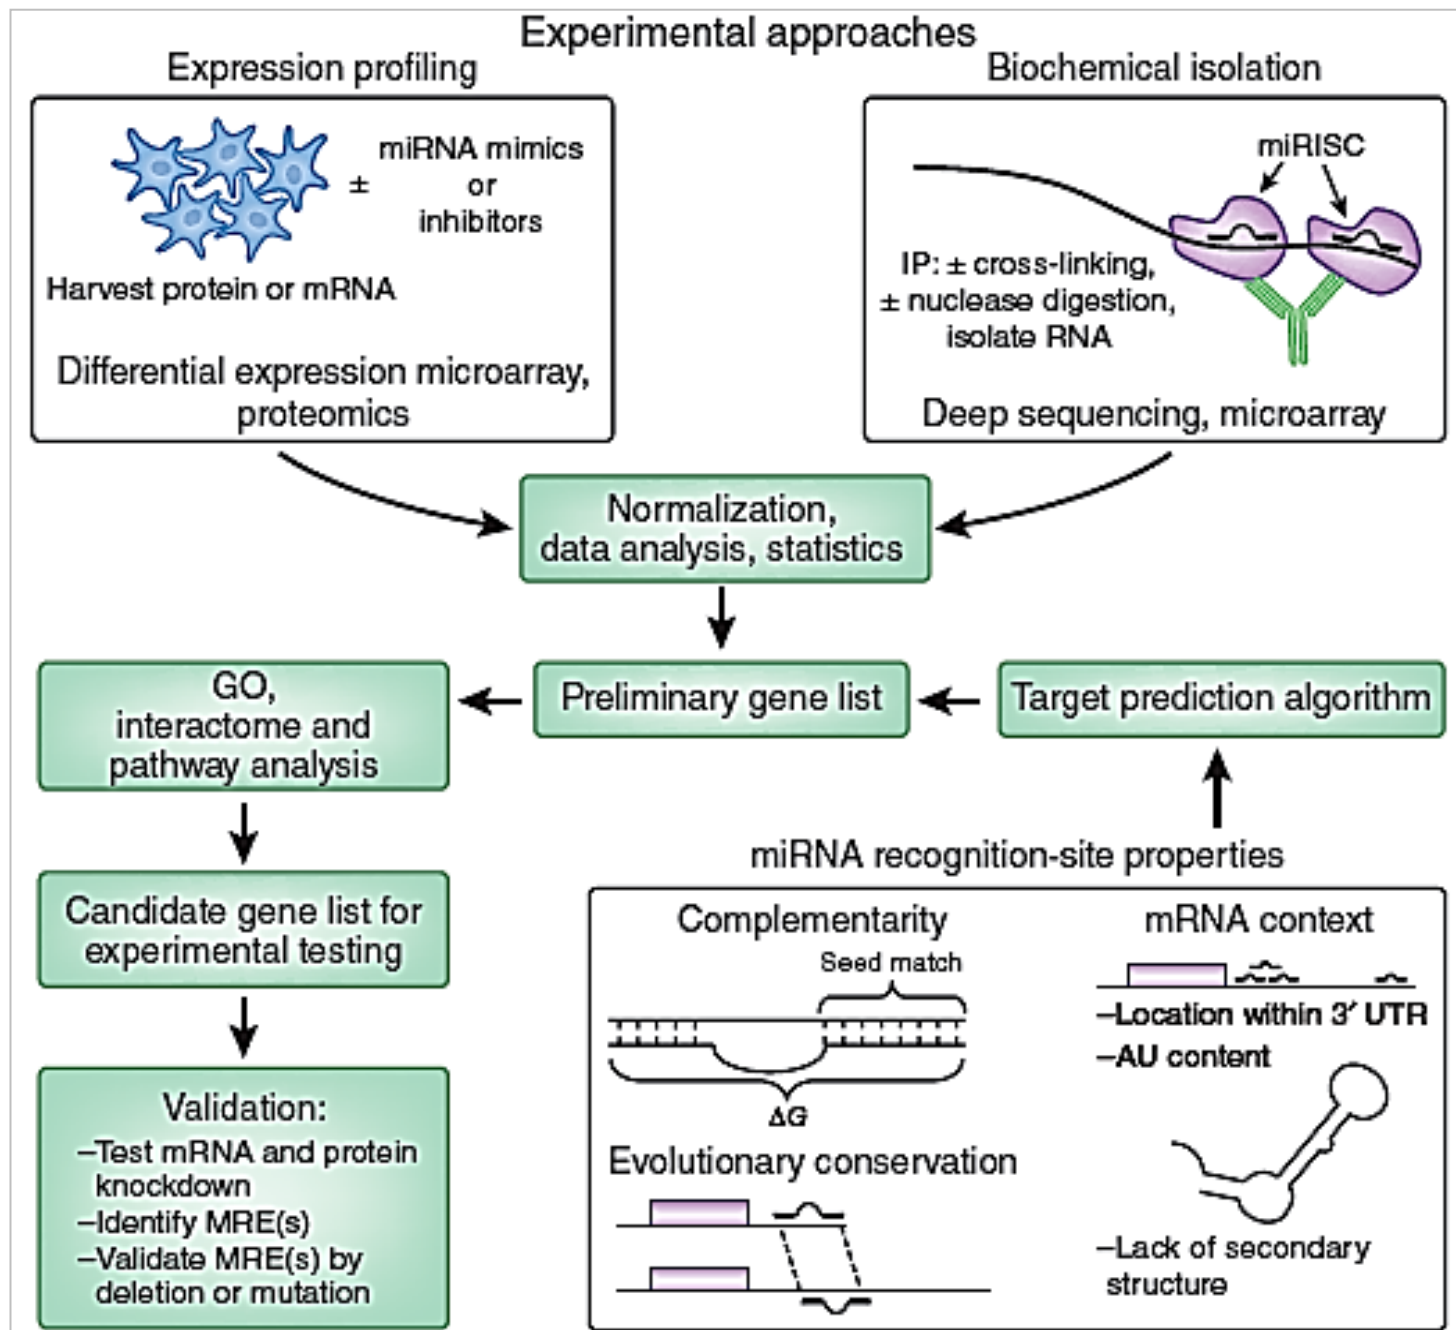 Experimental approaches
Expression profiling
miRNA mimics
±
or
inhibitors
Harvest protein or mRNA
Differential expression microarray,
proteomics
Biochemical isolation
miRISC
IP: ± cross-linking,
± nuclease digestion,
isolate RNA
Deep sequencing, microarray
Normalization,
data analysis, statistics
Preliminary gene list
Target prediction algorithm
GO,
interactome and
pathway analysis
Candidate gene list for
experimental testing
Validation:
–Test mRNA and protein
knockdown
–Identify MRE(s)
–Validate MRE(s) by
deletion or mutation
miRNA recognition-site properties
Complementarity
Seed match
ΔG
Evolutionary conservation
mRNA context
–Location within 3′ UTR
–AU content
–Lack of secondary
structure